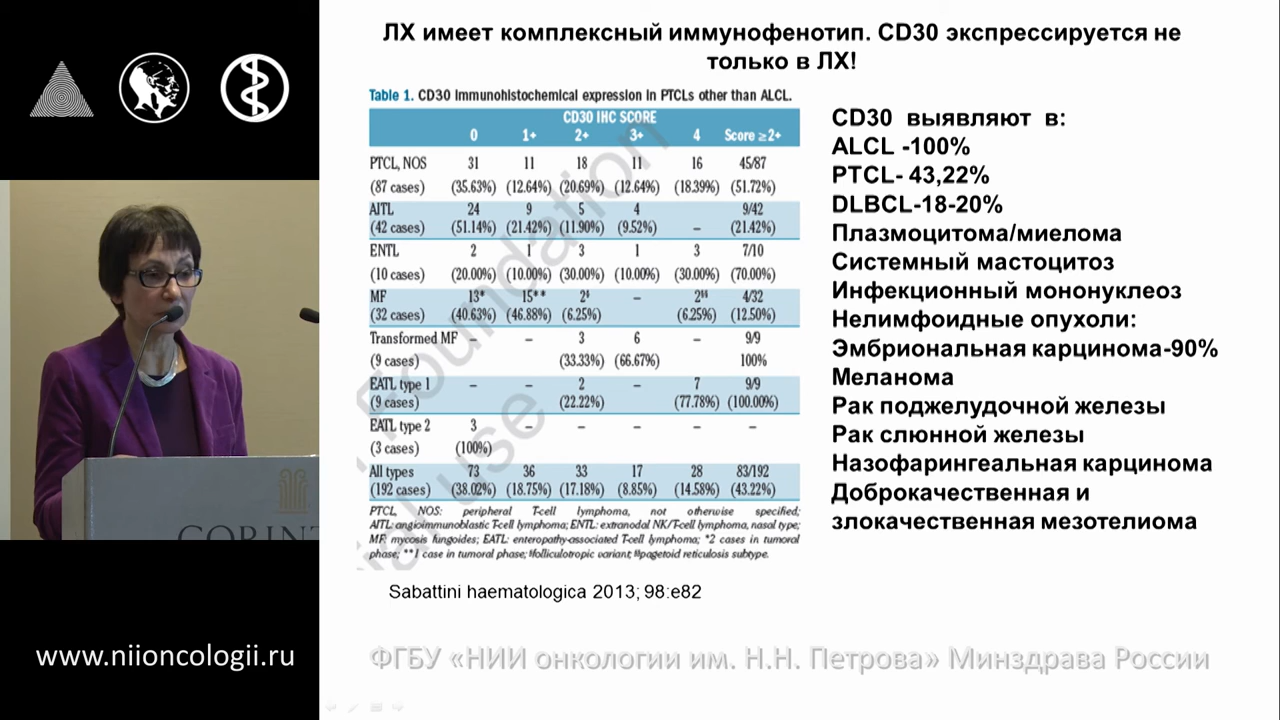 ЛХ имеет комплексный иммунофенотип. CD30 экспрессируется не
только в ЛХ!
Table 1. CD30 immunohistochemical expression in PTCLs other than ALCL.
CD30 IHC SCORE
0 1+ 2+ 3+ 4 Score ≥2+
PTCL, NOS 31 11 18 11 16 45/87
(87 cases) (35.63%) (12.64%) (20.69%) (12.64%) (18.39%) (51.72%)
AITL 24 9 5 4 9/42
(42 cases) (51.14%) (21.42%) (11.90%) (9.52%) – (21.42%)
ENTL 2 1 3 1 3 7/10
(10 cases) (20.00%) (10.00%) (30.00%) (10.00%) (30.00%) (70.00%)
MF 13* 15** 2‡ – 2‡‡ 4/32
(32 cases) (40.63%) (46.88%) (6.25%) (6.25%) (12.50%)
Transformed MF – – 3 6 – 9/9
(9 cases) (33.33%) (66.67%) 100%
EATL type 1 – – 2 – 7 9/9
(9 cases) (22.22%) (77.78%) (100.00%)
EATL type 2 3 – – – – –
(3 cases) (100%)
All types 73 36 33 17 28 83/192
(192 cases) (38.02%) (18.75%) (17.18%) (8.85%) (14.58%) (43.22%)
PTCL, NOS: peripheral T-cell lymphoma, not otherwise specified;
AITL: angioimmunoblastic T-cell lymphoma; ENTL: extranodal NK/T-cell lymphoma, nasal type;
MF: mycosis fungoides; EATL: enteropathy-associated T-cell lymphoma; *2 cases in tumoral
phase; **1 case in tumoral phase; ‡folliculotropic variant; ‡‡pagetoid reticulosis subtype.
Sabattini haematologica 2013; 98:e82
CD30 выявляют в:
ALCL -100%
PTCL- 43,22%
DLBCL-18-20%
Плазмоцитома/миелома
Системный мастоцитоз
Инфекционный мононуклеоз
Нелимфоидные опухоли:
Эмбриональная карцинома-90%
Меланома
Рак поджелудочной железы
Рак слюнной железы
Назофарингеальная карцинома
Доброкачественная и
злокачественная мезотелиома
CORINT
www.niioncologii.ru
ФГБУ «НИИ онкологии им. Н.Н. Петрова» Минздрава России